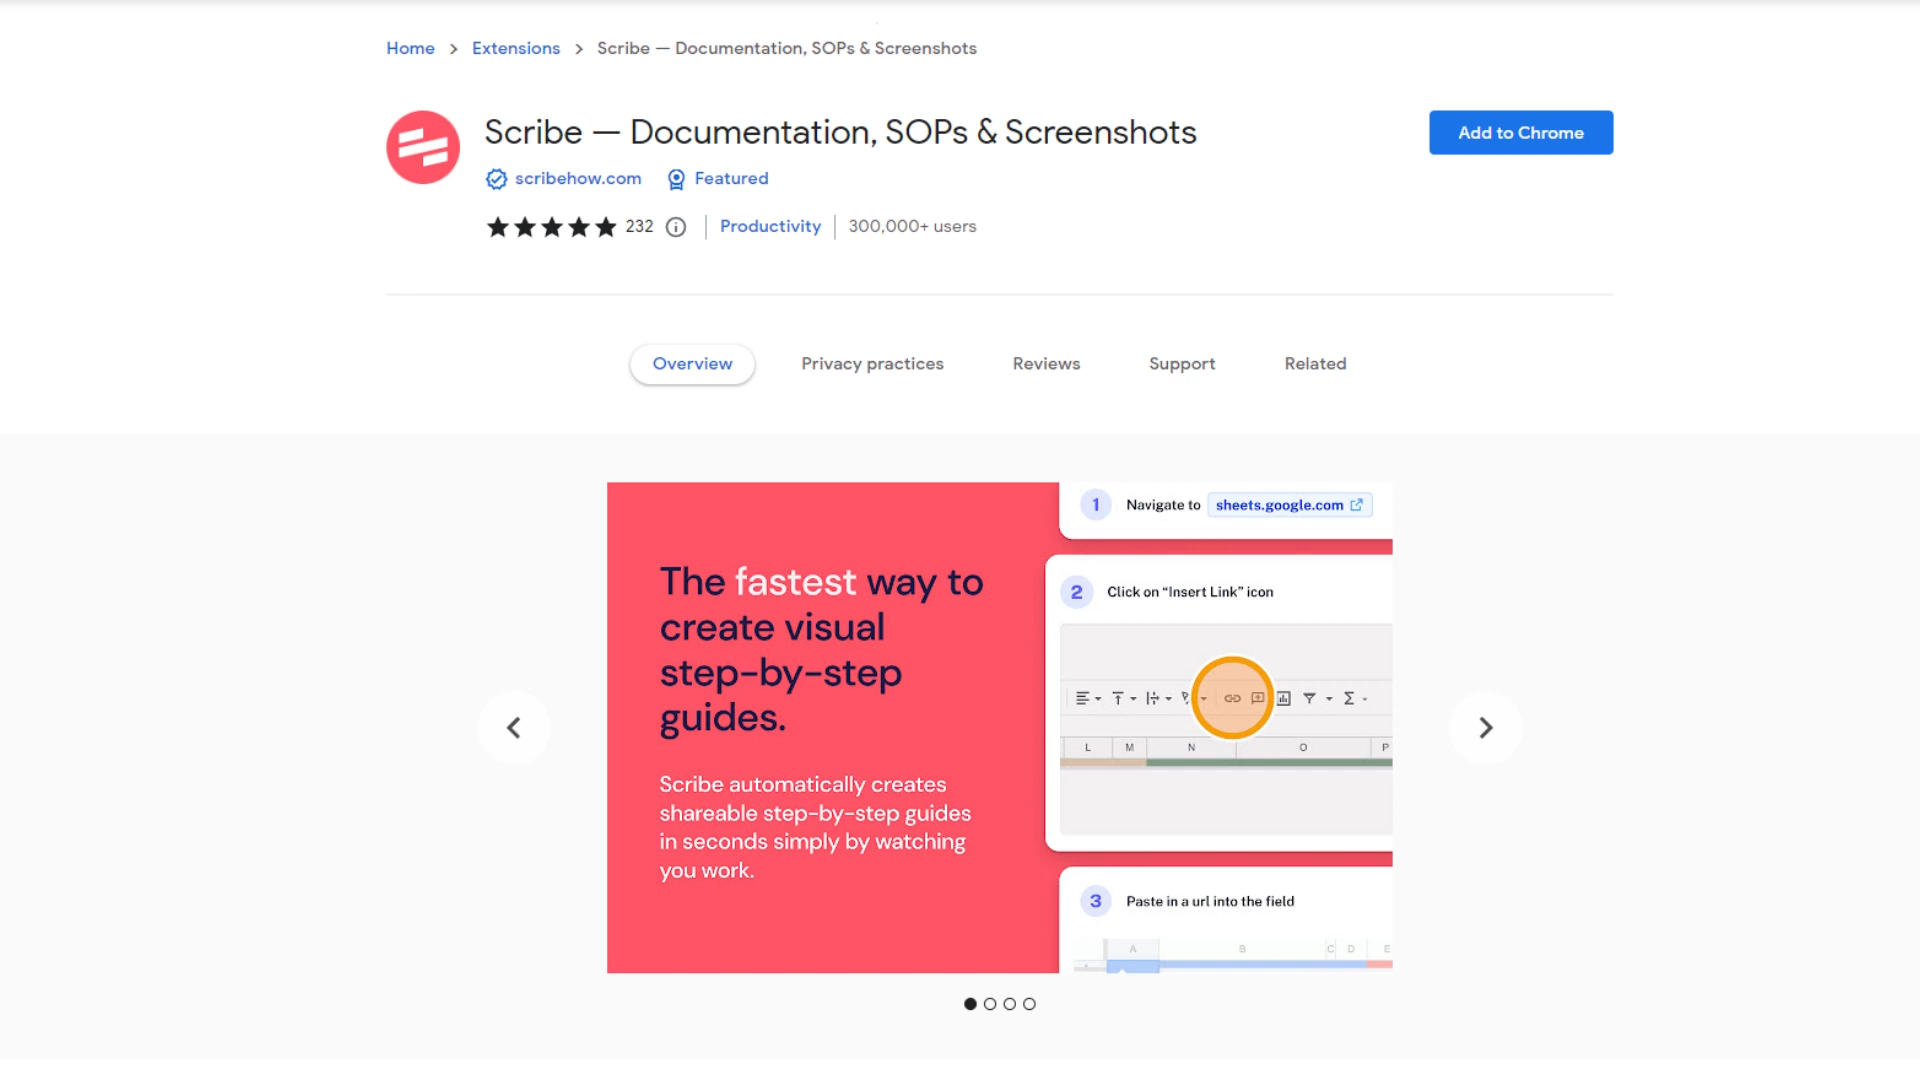 Home > Extensions > Scribe — Documentation, SOPs & Screenshots
Scribe — Documentation, SOPs & Screenshots
Add to Chrome
scribehow.com Featured
232 Productivity 300,000+ users
Overview Privacy practices Reviews Support Related
The fastest way to
create visual
step-by-step
guides.
Scribe automatically creates
shareable step-by-step guides
in seconds simply by watching
you work.
1 Navigate to sheets.google.com
2 Click on “Insert Link” icon
L M N O P
3 Paste in a url into the field
A B C D E